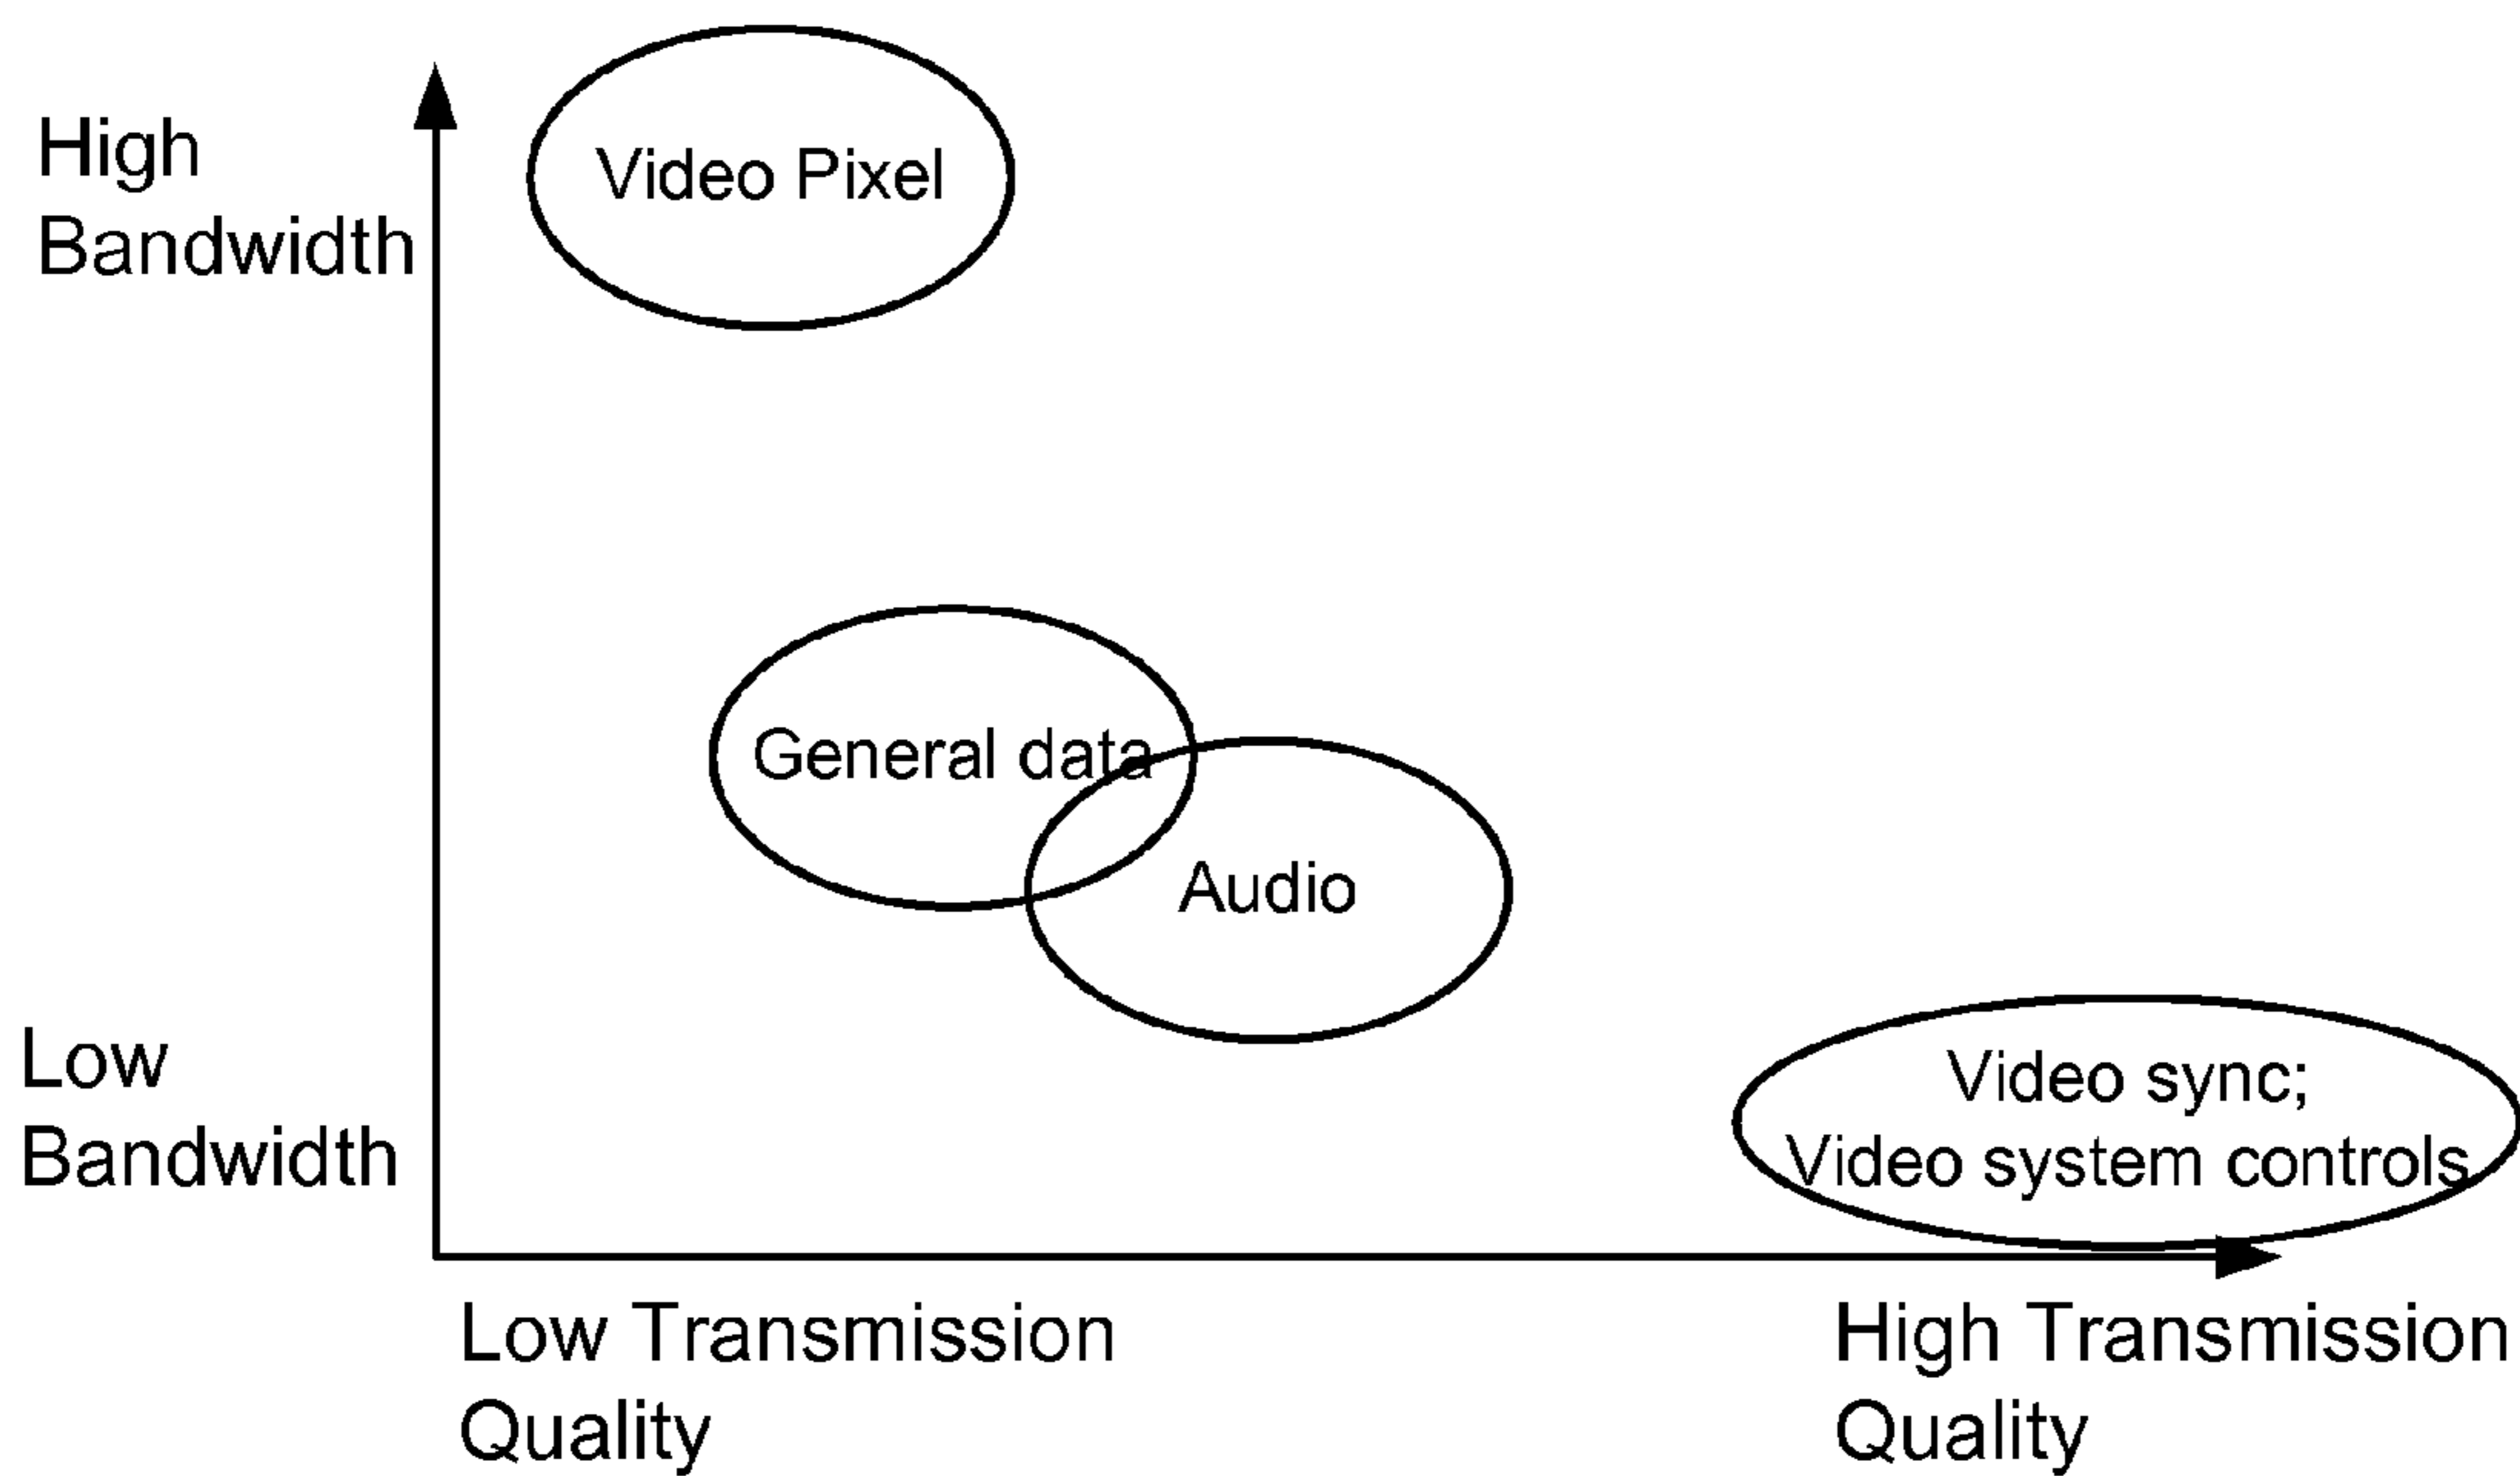 High
Bandwidth
Video Pixel
General data
Audio
Low
Bandwidth
Video sync;
Video system controls
Low Transmission
Quality
High Transmission
Quality